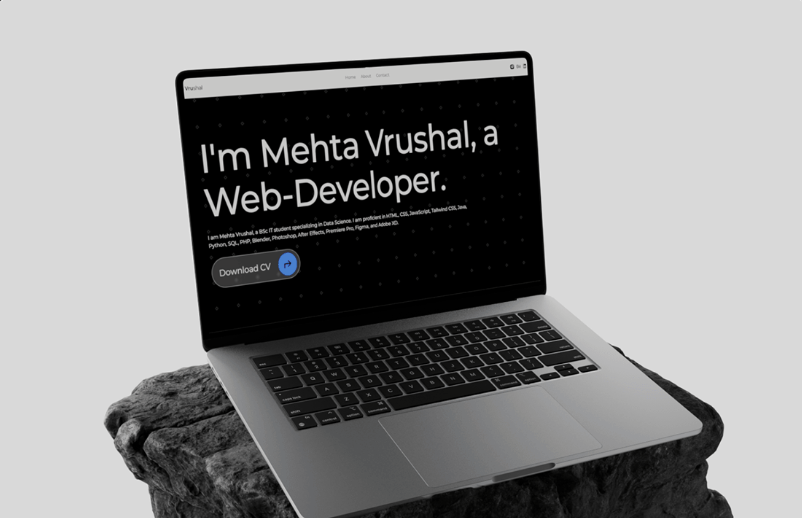 Vrushal
Home About Contact
I'm Mehta Vrushal, a
Web-Developer.
I am Mehta Vrushal, a BSc IT student specializing in Data Science. I am proficient in HTML, CSS, JavaScript, Tailwind CSS, Java,
Python, SQL, PHP, Blender, Photoshop, After Effects, Premiere Pro, Figma, and Adobe XD.
Download CV